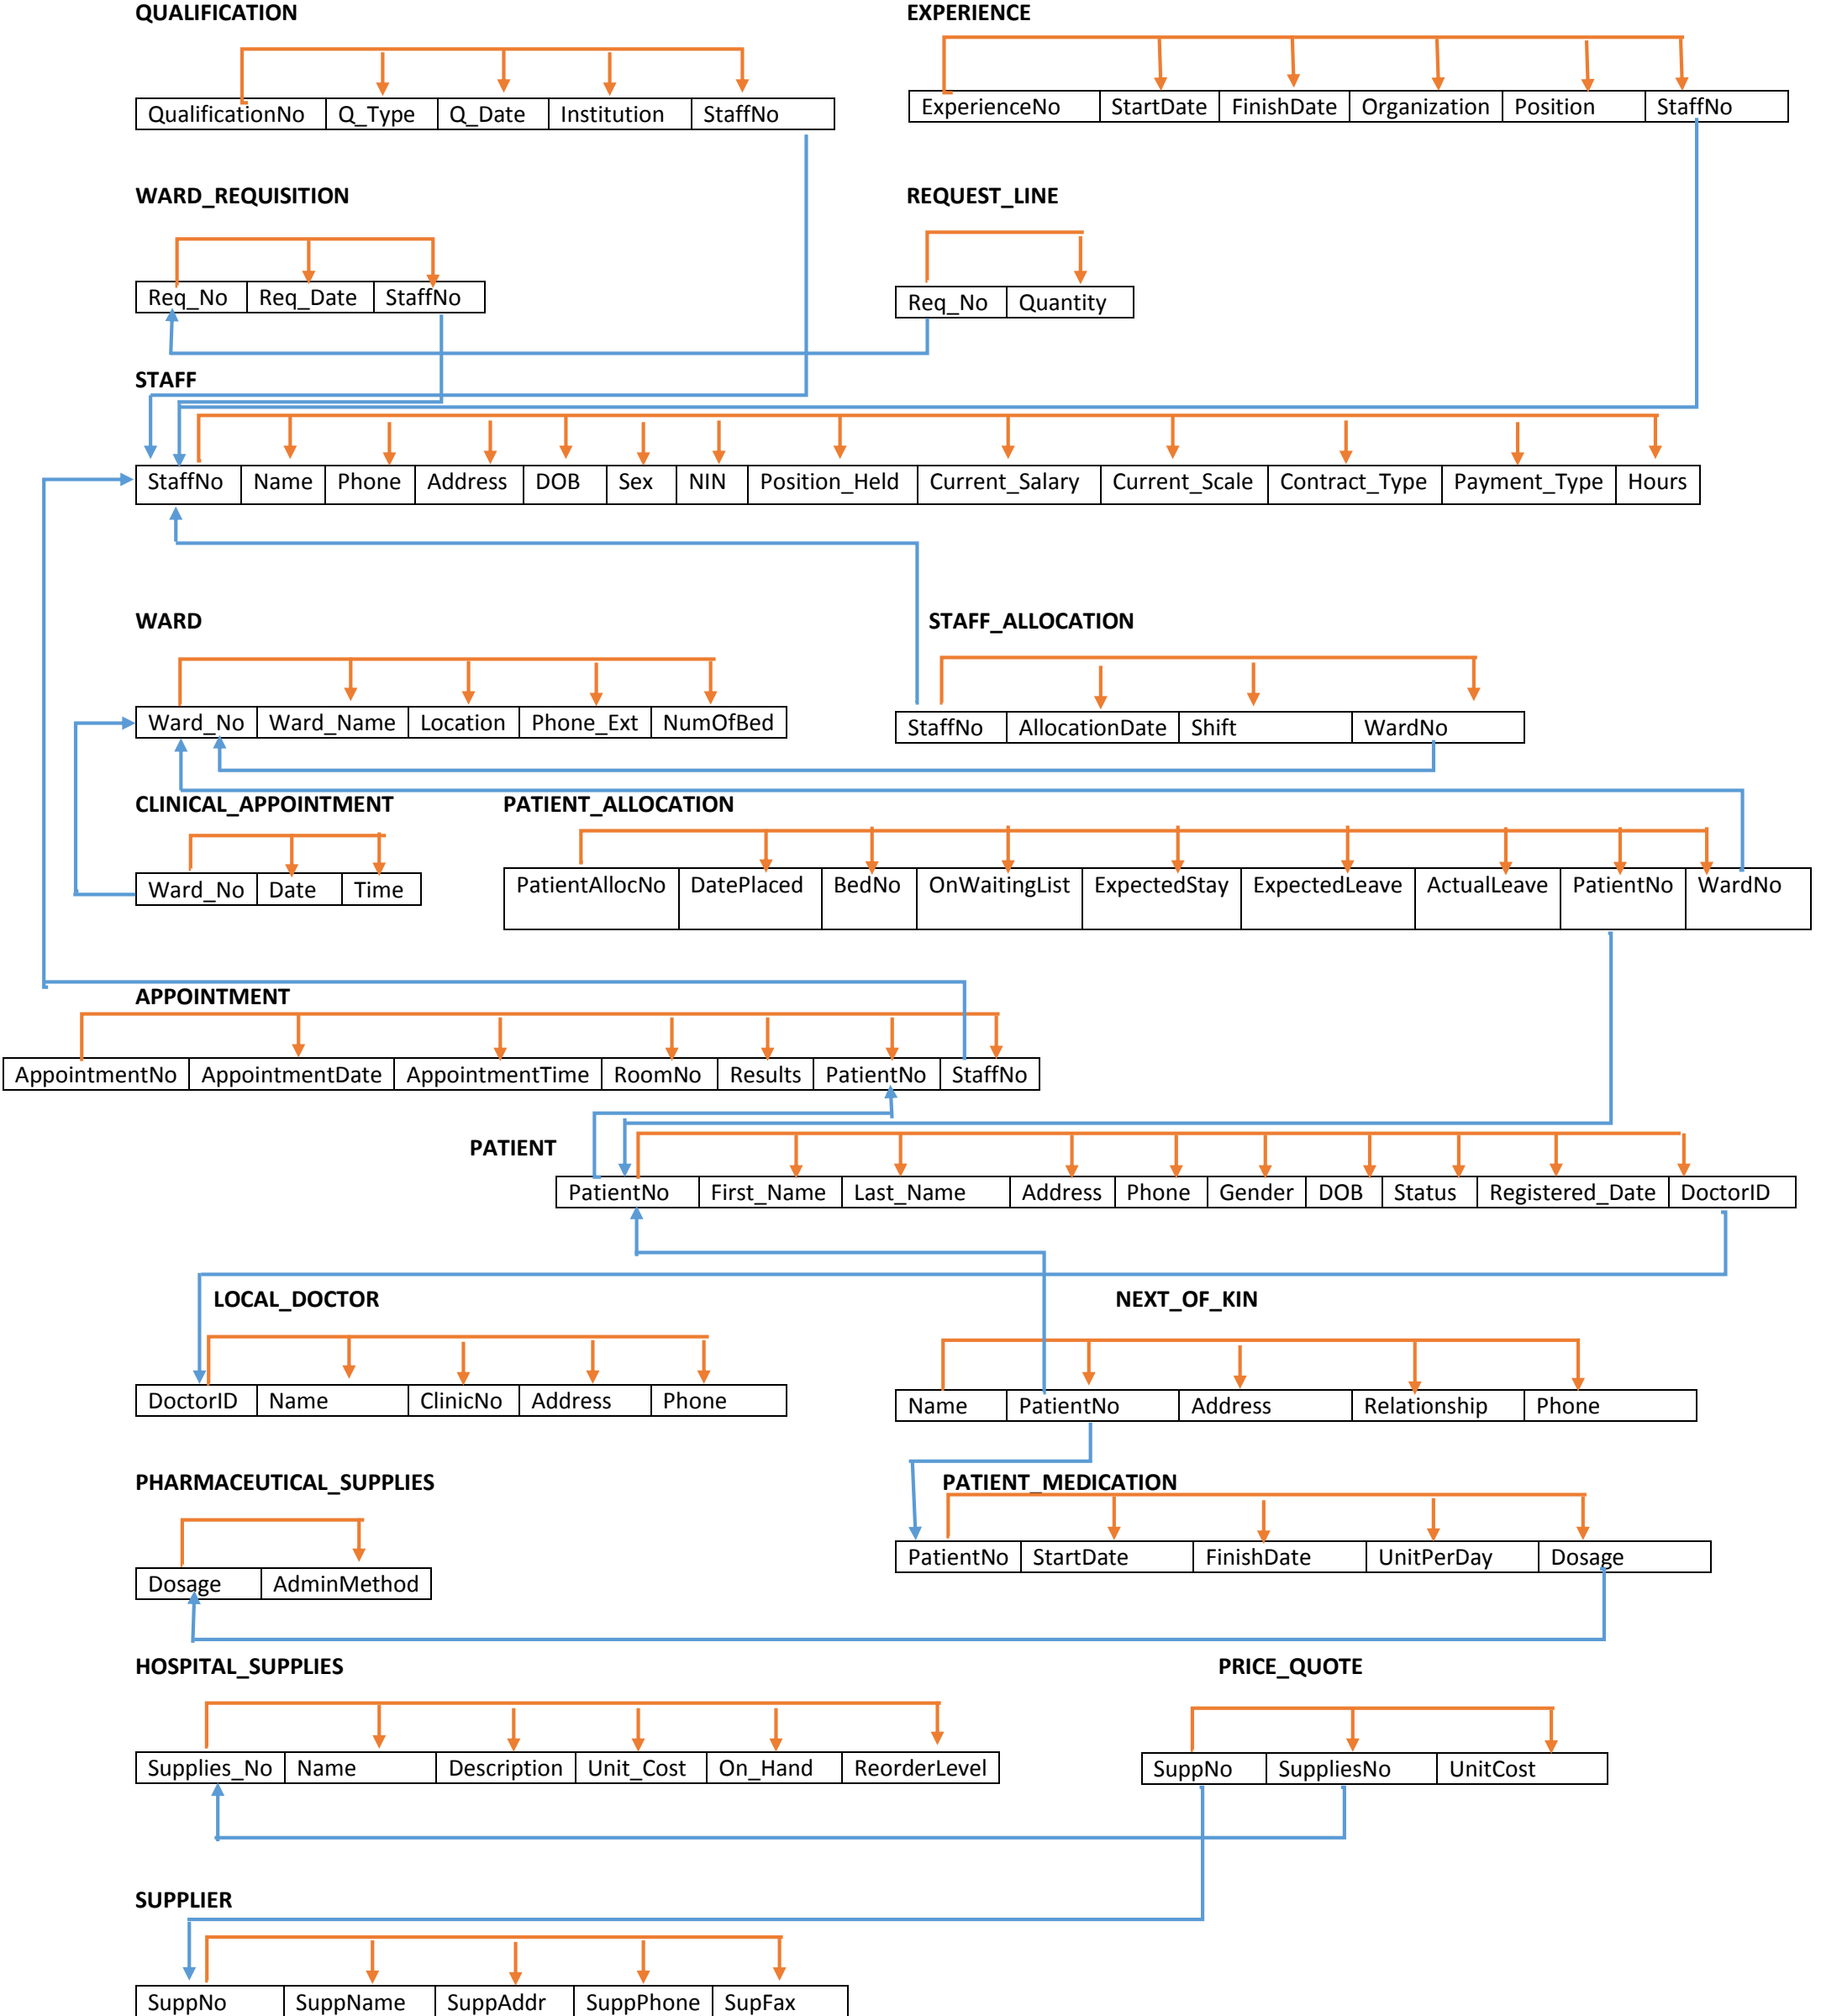 QUALIFICATION
EXPERIENCE
QualificationNo Q_Type Q_Date Institution StaffNo
ExperienceNo StartDate FinishDate Organization Position StaffNo
WARD_REQUISITION
REQUEST_LINE
Req_No Req_Date StaffNo
Req_No Quantity
STAFF
StaffNo Name Phone Address DOB Sex NIN Position_Held Current_Salary Current_Scale Contract_Type Payment_Type Hours
WARD
STAFF_ALLOCATION
Ward_No Ward_Name Location Phone_Ext NumOfBed
StaffNo AllocationDate Shift WardNo
CLINICAL_APPOINTMENT
PATIENT_ALLOCATION
Ward_No Date Time
PatientAllocNo DatePlaced BedNo OnWaitingList ExpectedStay ExpectedLeave ActualLeave PatientNo WardNo
APPOINTMENT
AppointmentNo AppointmentDate AppointmentTime RoomNo Results PatientNo StaffNo
PATIENT
PatientNo First_Name Last_Name Address Phone Gender DOB Status Registered_Date DoctorID
LOCAL_DOCTOR
NEXT_OF_KIN
DoctorID Name ClinicNo Address Phone
Name PatientNo Address Relationship Phone
PHARMACEUTICAL_SUPPLIES
PATIENT_MEDICATION
Dosage AdminMethod
PatientNo StartDate FinishDate UnitPerDay Dosage
HOSPITAL_SUPPLIES
PRICE_QUOTE
Supplies_No Name Description Unit_Cost On_Hand ReorderLevel
SuppNo SuppliesNo UnitCost
SUPPLIER
SuppNo SuppName SuppAddr SuppPhone SupFax